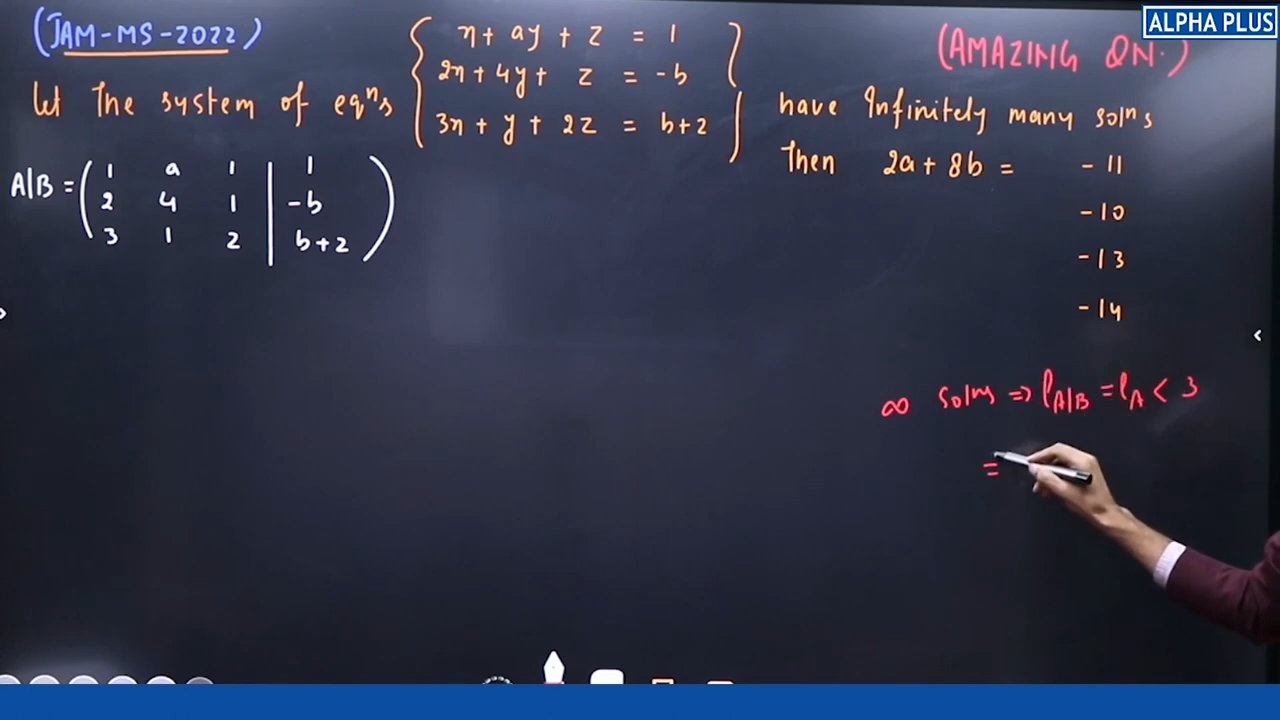 ALPHA PLUS
(JAM-MS-2022)
(AMAZING QN.)
Let The system of eqⁿs
x + ay + z = 1
2x + 4y + z = -b
3x + y + 2z = b+2
have Infinitely many solⁿs
Then 2a + 8b = -11
-10
-13
-14
A|B = ( 1 a 1 | 1
2 4 1 | -b
3 1 2 | b+2 )
∞ solns ⇒ ρ_A|B = ρ_A < 3
=